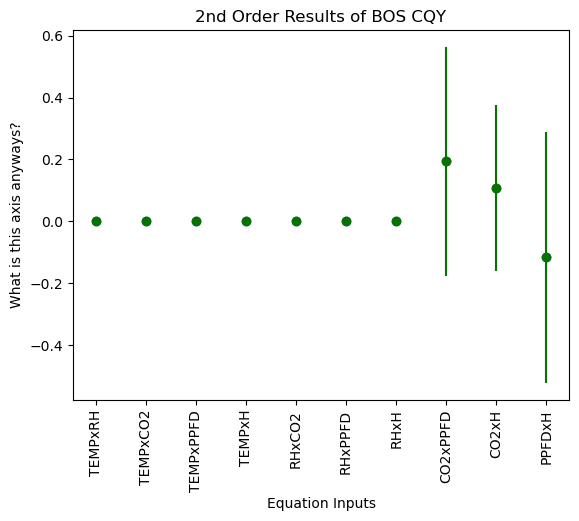 2nd Order Results of BOS CQY
What is this axis anyways?
0.6
0.4
0.2
0.0
−0.2
−0.4
TEMPxRH
TEMPxCO2
TEMPxPPFD
TEMPxH
RHxCO2
RHxPPFD
RHxH
CO2xPPFD
CO2xH
PPFDxH
Equation Inputs